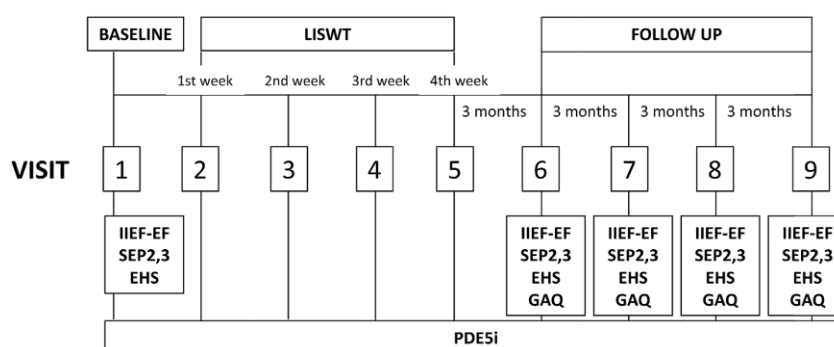 BASELINE LISWT FOLLOW UP
1st week 2nd week 3rd week 4th week
3 months 3 months 3 months 3 months
VISIT 1 2 3 4 5 6 7 8 9
IIEF-EF IIEF-EF IIEF-EF IIEF-EF IIEF-EF
SEP2,3 SEP2,3 SEP2,3 SEP2,3 SEP2,3
EHS EHS EHS EHS EHS
GAQ GAQ GAQ GAQ
PDE5i